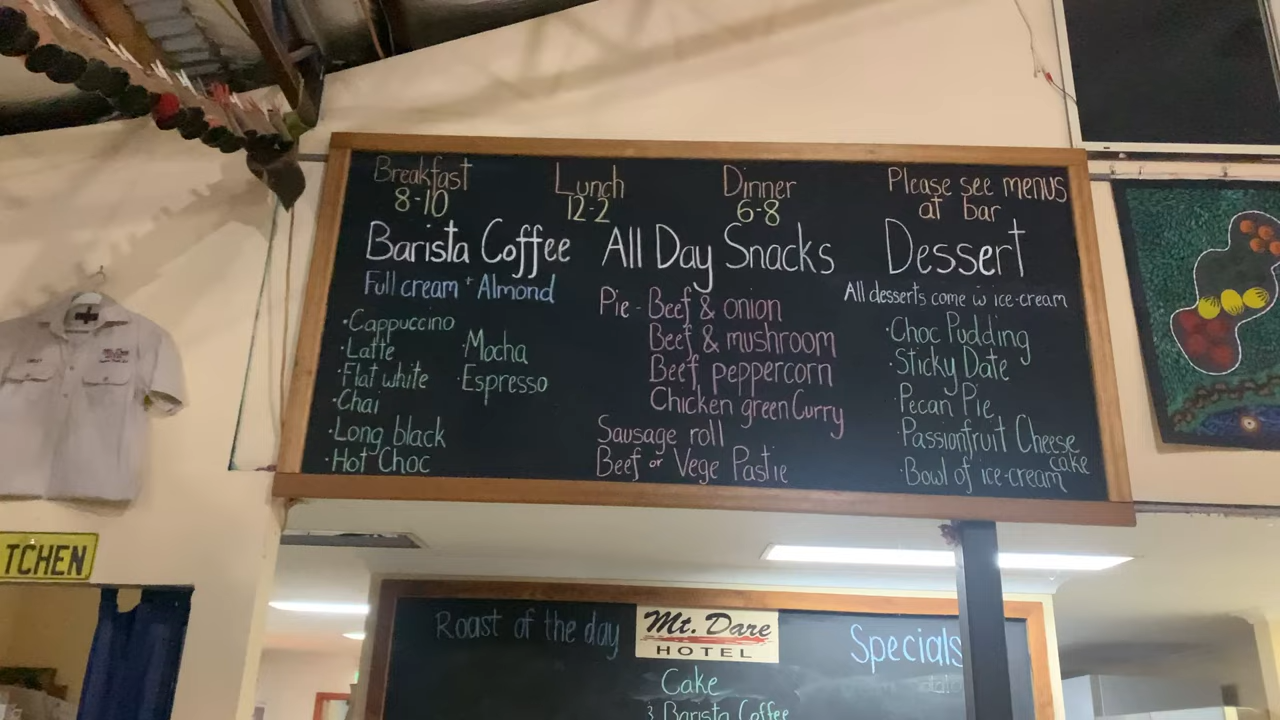 Breakfast
8-10
Lunch
12-2
Dinner
6-8
Please see menus
at bar
Barista Coffee
Full cream + Almond
·Cappuccino
·Latte
·Flat white
·Chai
·Long black
·Hot Choc
·Mocha
·Espresso
All Day Snacks
Pie - Beef & onion
Beef & mushroom
Beef peppercorn
Chicken green Curry
Sausage roll
Beef or Vege Pastie
Dessert
All desserts come w ice-cream
·Choc Pudding
·Sticky Date
·Pecan Pie
·Passionfruit Cheese
cake
·Bowl of ice-cream
TCHEN
Roast of the day
Mt. Dare
HOTEL
Specials
Cake
& Barista Coffee
Mt. Dare